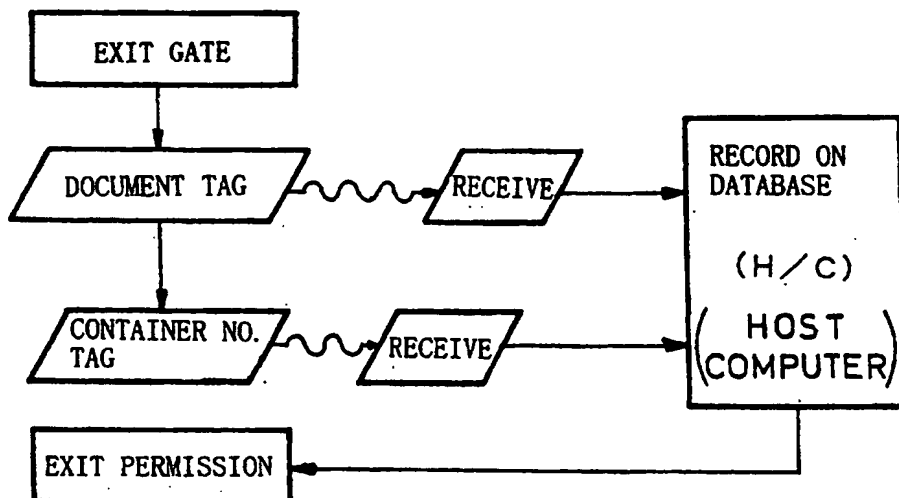 EXIT GATE
DOCUMENT TAG
RECEIVE
RECORD ON
DATABASE
(H/C)
(HOST
COMPUTER)
CONTAINER NO.
TAG
RECEIVE
EXIT PERMISSION